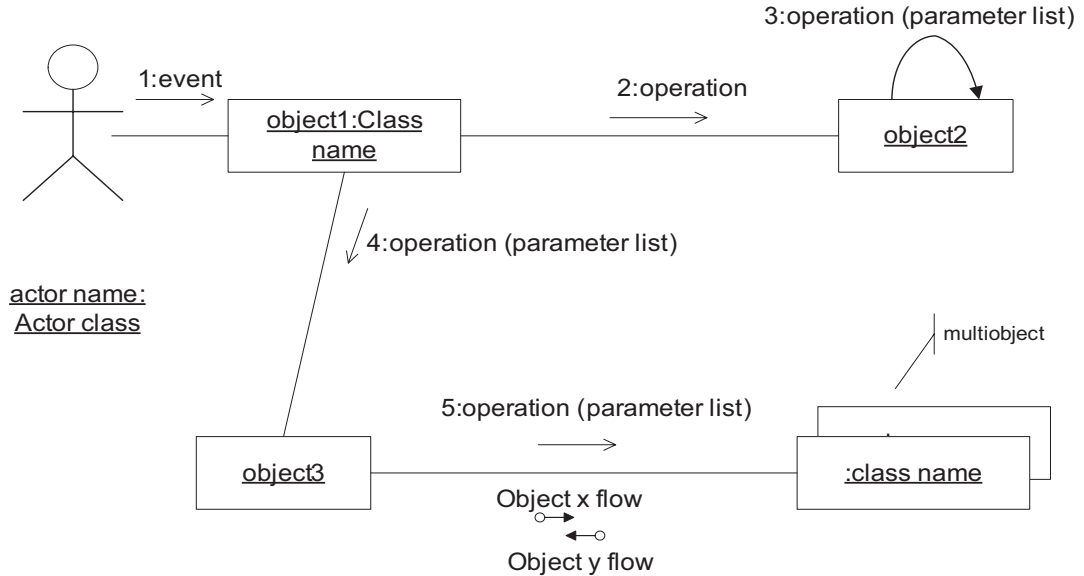 3:operation (parameter list)
1:event
2:operation
object1:Class
name
object2
4:operation (parameter list)
actor name:
Actor class
multiobject
5:operation (parameter list)
object3
:class name
Object x flow
Object y flow